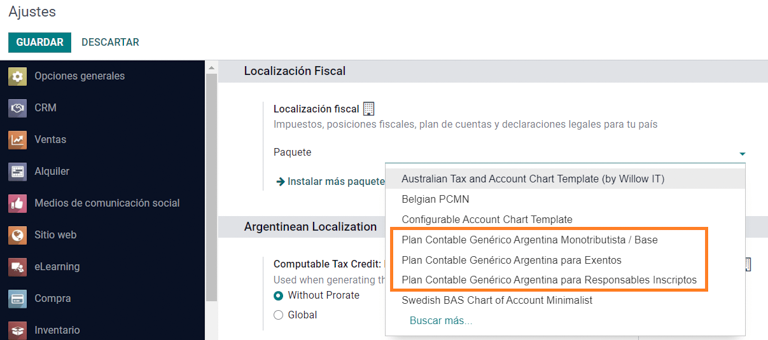 Ajustes
GUARDAR DESCARTAR
Opciones generales
CRM
Ventas
Alquiler
Medios de comunicación social
Sitio web
eLearning
Compra
Inventario
Localización Fiscal
Localización fiscal
Impuestos, posiciones fiscales, plan de cuentas y declaraciones legales para tu país
Paquete
Instalar más paquete
Australian Tax and Account Chart Template (by Willow IT)
Belgian PCMN
Configurable Account Chart Template
Plan Contable Genérico Argentina Monotributista / Base
Plan Contable Genérico Argentina para Exentos
Plan Contable Genérico Argentina para Responsables Inscriptos
Swedish BAS Chart of Account Minimalist
Buscar más...
Argentinean Localization
Computable Tax Credit:
Used when generating th
Without Prorate
Global